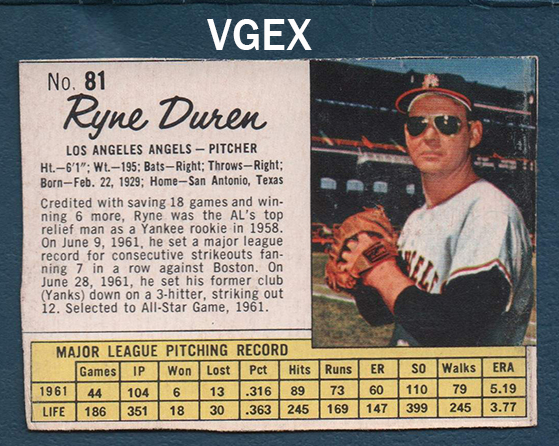 VGEX
No. 81
Ryne Duren
LOS ANGELES ANGELS — PITCHER
Ht.—6'1"; Wt.—195; Bats—Right; Throws—Right;
Born—Feb. 22, 1929; Home—San Antonio, Texas
Credited with saving 18 games and win-
ning 6 more, Ryne was the AL's top
relief man as a Yankee rookie in 1958.
On June 9, 1961, he set a major league
record for consecutive strikeouts fan-
ning 7 in a row against Boston. On
June 28, 1961, he set his former club
(Yanks) down on a 3-hitter, striking out
12. Selected to All-Star Game, 1961.
MAJOR LEAGUE PITCHING RECORD
Games IP Won Lost Pct Hits Runs ER SO Walks ERA
1961 44 104 6 13 .316 89 73 60 110 79 5.19
LIFE 186 351 18 30 .363 245 169 147 399 245 3.77